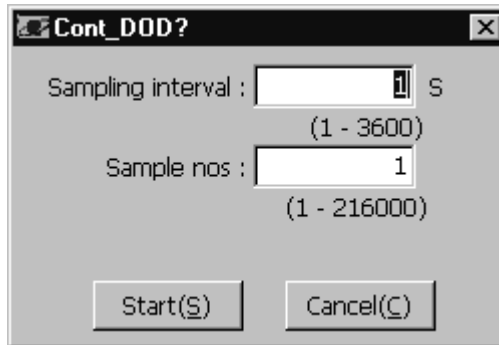 Cont_DOD?
Sampling interval : 1 S
(1 - 3600)
Sample nos : 1
(1 - 216000)
Start(S) Cancel(C)